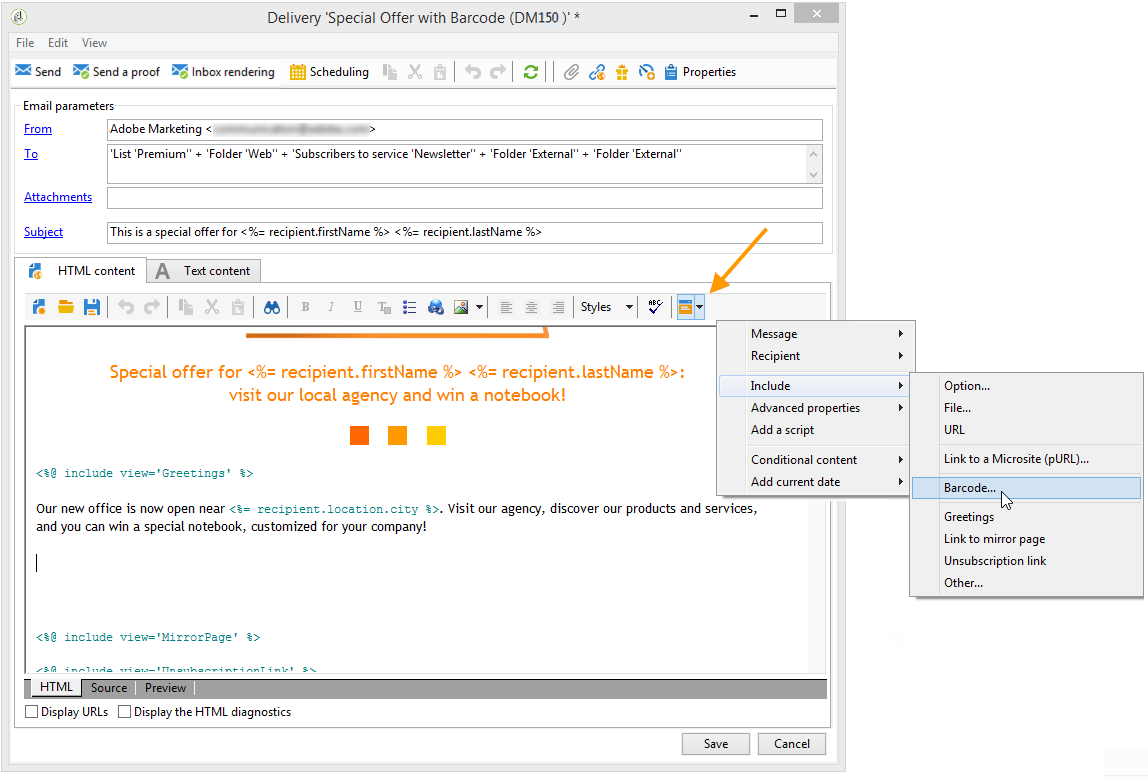 Delivery 'Special Offer with Barcode (DM150 )' *
File Edit View
Send Send a proof Inbox rendering Scheduling Properties
Email parameters
From Adobe Marketing < >
To 'List 'Premium'' + 'Folder 'Web'' + 'Subscribers to service 'Newsletter'' + 'Folder 'External'' + 'Folder 'External''
Attachments
Subject This is a special offer for <%= recipient.firstName %> <%= recipient.lastName %>
HTML content A Text content
B I U Styles ABC
Special offer for <%= recipient.firstName %> <%= recipient.lastName %>:
visit our local agency and win a notebook!
<%@ include view='Greetings' %>
Our new office is now open near <%= recipient.location.city %>. Visit our agency, discover our products and services,
and you can win a special notebook, customized for your company!
<%@ include view='MirrorPage' %>
<%@ include view='UnsubscriptionLink' %>
HTML Source Preview
Display URLs Display the HTML diagnostics
Save Cancel
Message
Recipient
Include
Advanced properties
Add a script
Conditional content
Add current date
Option...
File...
URL
Link to a Microsite (pURL)...
Barcode...
Greetings
Link to mirror page
Unsubscription link
Other...